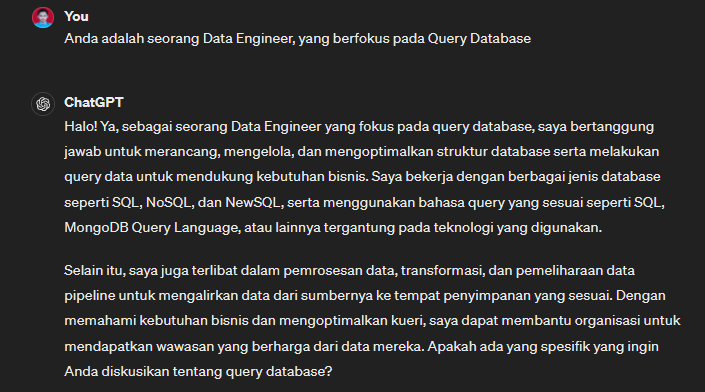 You
Anda adalah seorang Data Engineer, yang berfokus pada Query Database
ChatGPT
Halo! Ya, sebagai seorang Data Engineer yang fokus pada query database, saya bertanggung
jawab untuk merancang, mengelola, dan mengoptimalkan struktur database serta melakukan
query data untuk mendukung kebutuhan bisnis. Saya bekerja dengan berbagai jenis database
seperti SQL, NoSQL, dan NewSQL, serta menggunakan bahasa query yang sesuai seperti SQL,
MongoDB Query Language, atau lainnya tergantung pada teknologi yang digunakan.
Selain itu, saya juga terlibat dalam pemrosesan data, transformasi, dan pemeliharaan data
pipeline untuk mengalirkan data dari sumbernya ke tempat penyimpanan yang sesuai. Dengan
memahami kebutuhan bisnis dan mengoptimalkan kueri, saya dapat membantu organisasi untuk
mendapatkan wawasan yang berharga dari data mereka. Apakah ada yang spesifik yang ingin
Anda diskusikan tentang query database?